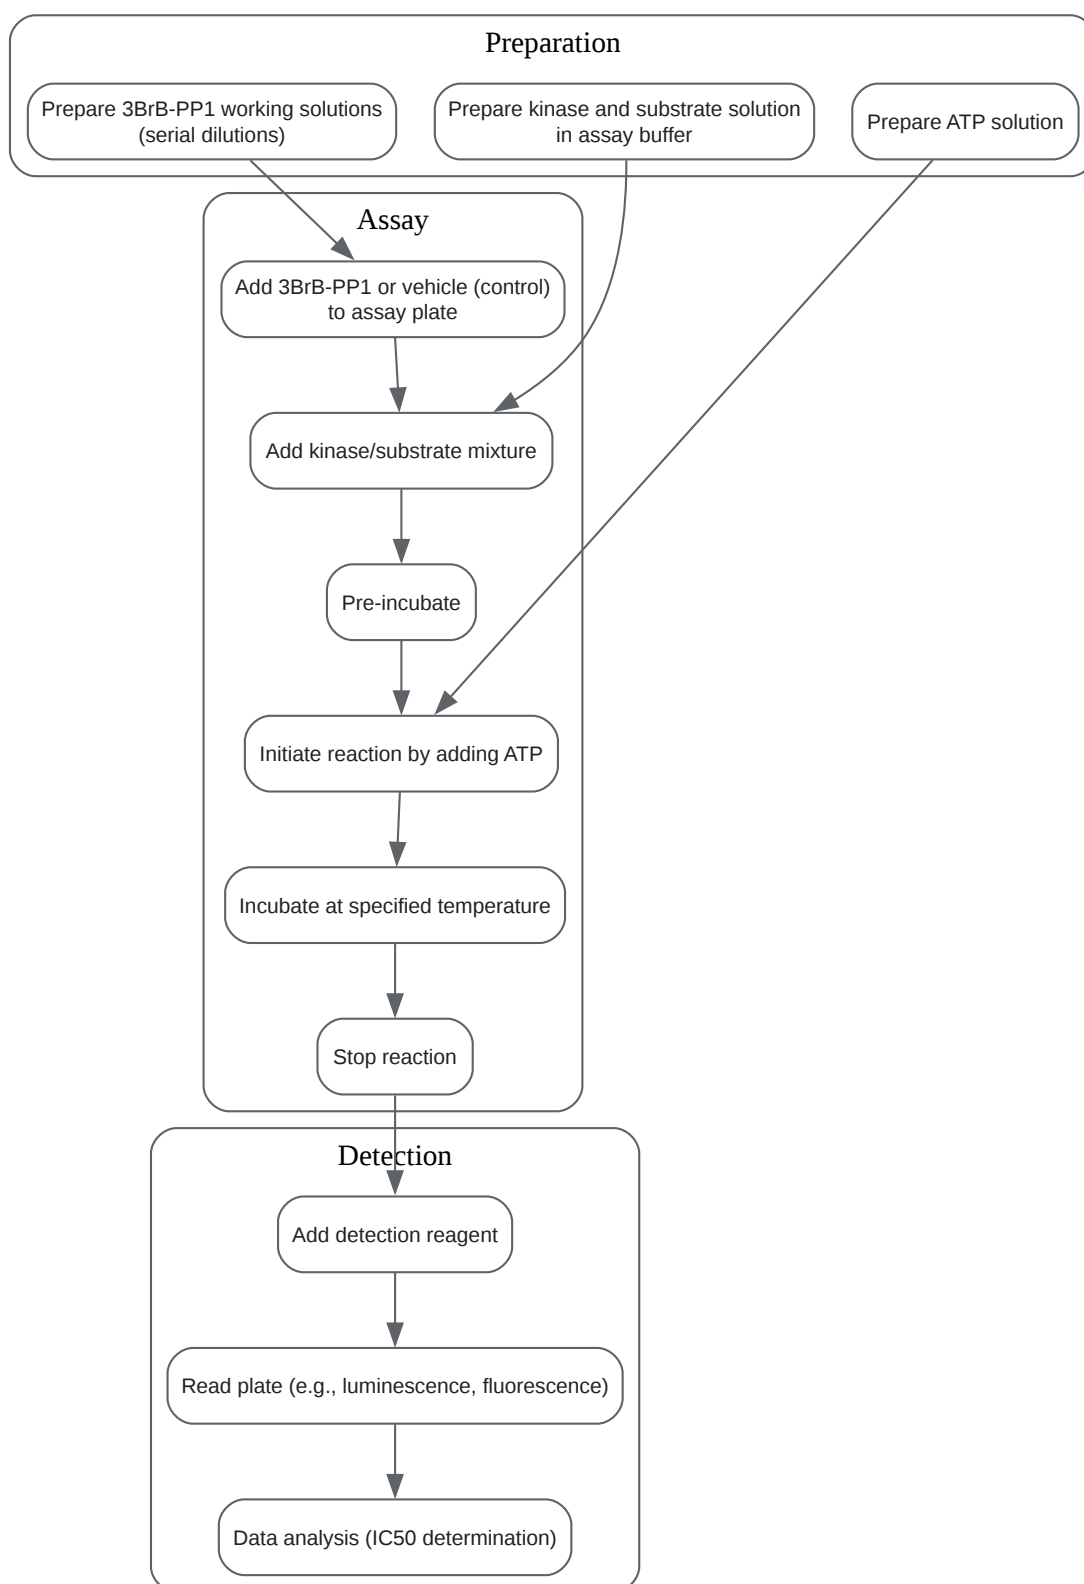 Preparation
Prepare 3BrB-PP1 working solutions
(serial dilutions)
Prepare kinase and substrate solution
in assay buffer
Prepare ATP solution
Assay
Add 3BrB-PP1 or vehicle (control)
to assay plate
Add kinase/substrate mixture
Pre-incubate
Initiate reaction by adding ATP
Incubate at specified temperature
Stop reaction
Detection
Add detection reagent
Read plate (e.g., luminescence, fluorescence)
Data analysis (IC50 determination)